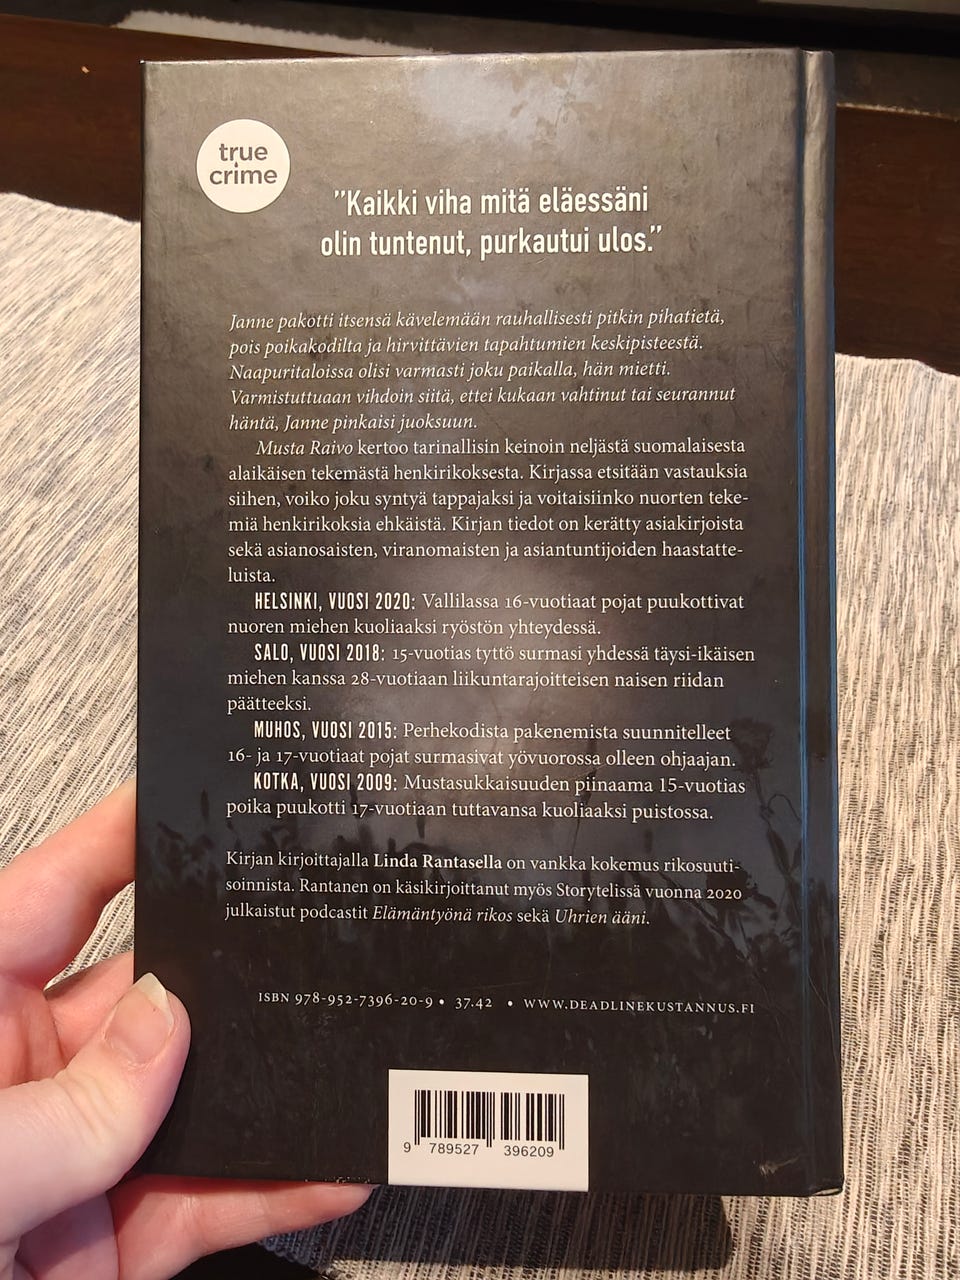 true
crime
"Kaikki viha mitä eläessäni
olin tuntenut, purkautui ulos."
Janne pakotti itsensä kävelemään rauhallisesti pitkin pihatietä,
pois poikakodilta ja hirvittävien tapahtumien keskipisteestä.
Naapuritaloissa olisi varmasti joku paikalla, hän mietti.
Varmistuttuaan vihdoin siitä, ettei kukaan vahtinut tai seurannut
häntä, Janne pinkaisi juoksuun.
Musta Raivo kertoo tarinallisin keinoin neljästä suomalaisesta
alaikäisen tekemästä henkirikoksesta. Kirjassa etsitään vastauksia
siihen, voiko joku syntyä tappajaksi ja voitaisiinko nuorten teke-
miä henkirikoksia ehkäistä. Kirjan tiedot on kerätty asiakirjoista
sekä asianosaisten, viranomaisten ja asiantuntijoiden haastatte-
luista.
HELSINKI, VUOSI 2020: Vallilassa 16-vuotiaat pojat puukottivat
nuoren miehen kuoliaaksi ryöstön yhteydessä.
SALO, VUOSI 2018: 15-vuotias tyttö surmasi yhdessä täysi-ikäisen
miehen kanssa 28-vuotiaan liikuntarajoitteisen naisen riidan
päätteeksi.
MUHOS, VUOSI 2015: Perhekodista pakenemista suunnitelleet
16- ja 17-vuotiaat pojat surmasivat yövuorossa olleen ohjaajan.
KOTKA, VUOSI 2009: Mustasukkaisuuden piinaama 15-vuotias
poika puukotti 17-vuotiaan tuttavansa kuoliaaksi puistossa.
Kirjan kirjoittajalla Linda Rantasella on vankka kokemus rikosuuti-
soinnista. Rantanen on käsikirjoittanut myös Storytelissä vuonna 2020
julkaistut podcastit Elämäntyönä rikos sekä Uhrien ääni.
ISBN 978-952-7396-20-9 • 37.42 • WWW.DEADLINEKUSTANNUS.FI
9 789527 396209